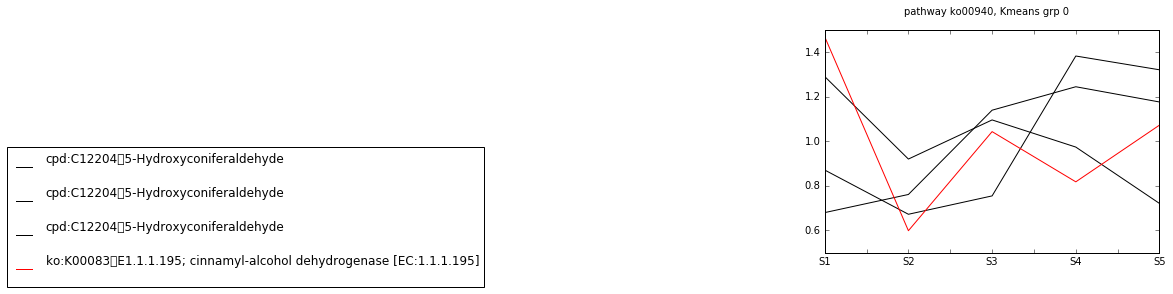 pathway ko00940, Kmeans grp 0
1.4
1.2
1.0
0.8
0.6
S1 S2 S3 S4 S5
cpd:C12204▯5-Hydroxyconiferaldehyde
cpd:C12204▯5-Hydroxyconiferaldehyde
cpd:C12204▯5-Hydroxyconiferaldehyde
ko:K00083▯E1.1.1.195; cinnamyl-alcohol dehydrogenase [EC:1.1.1.195]